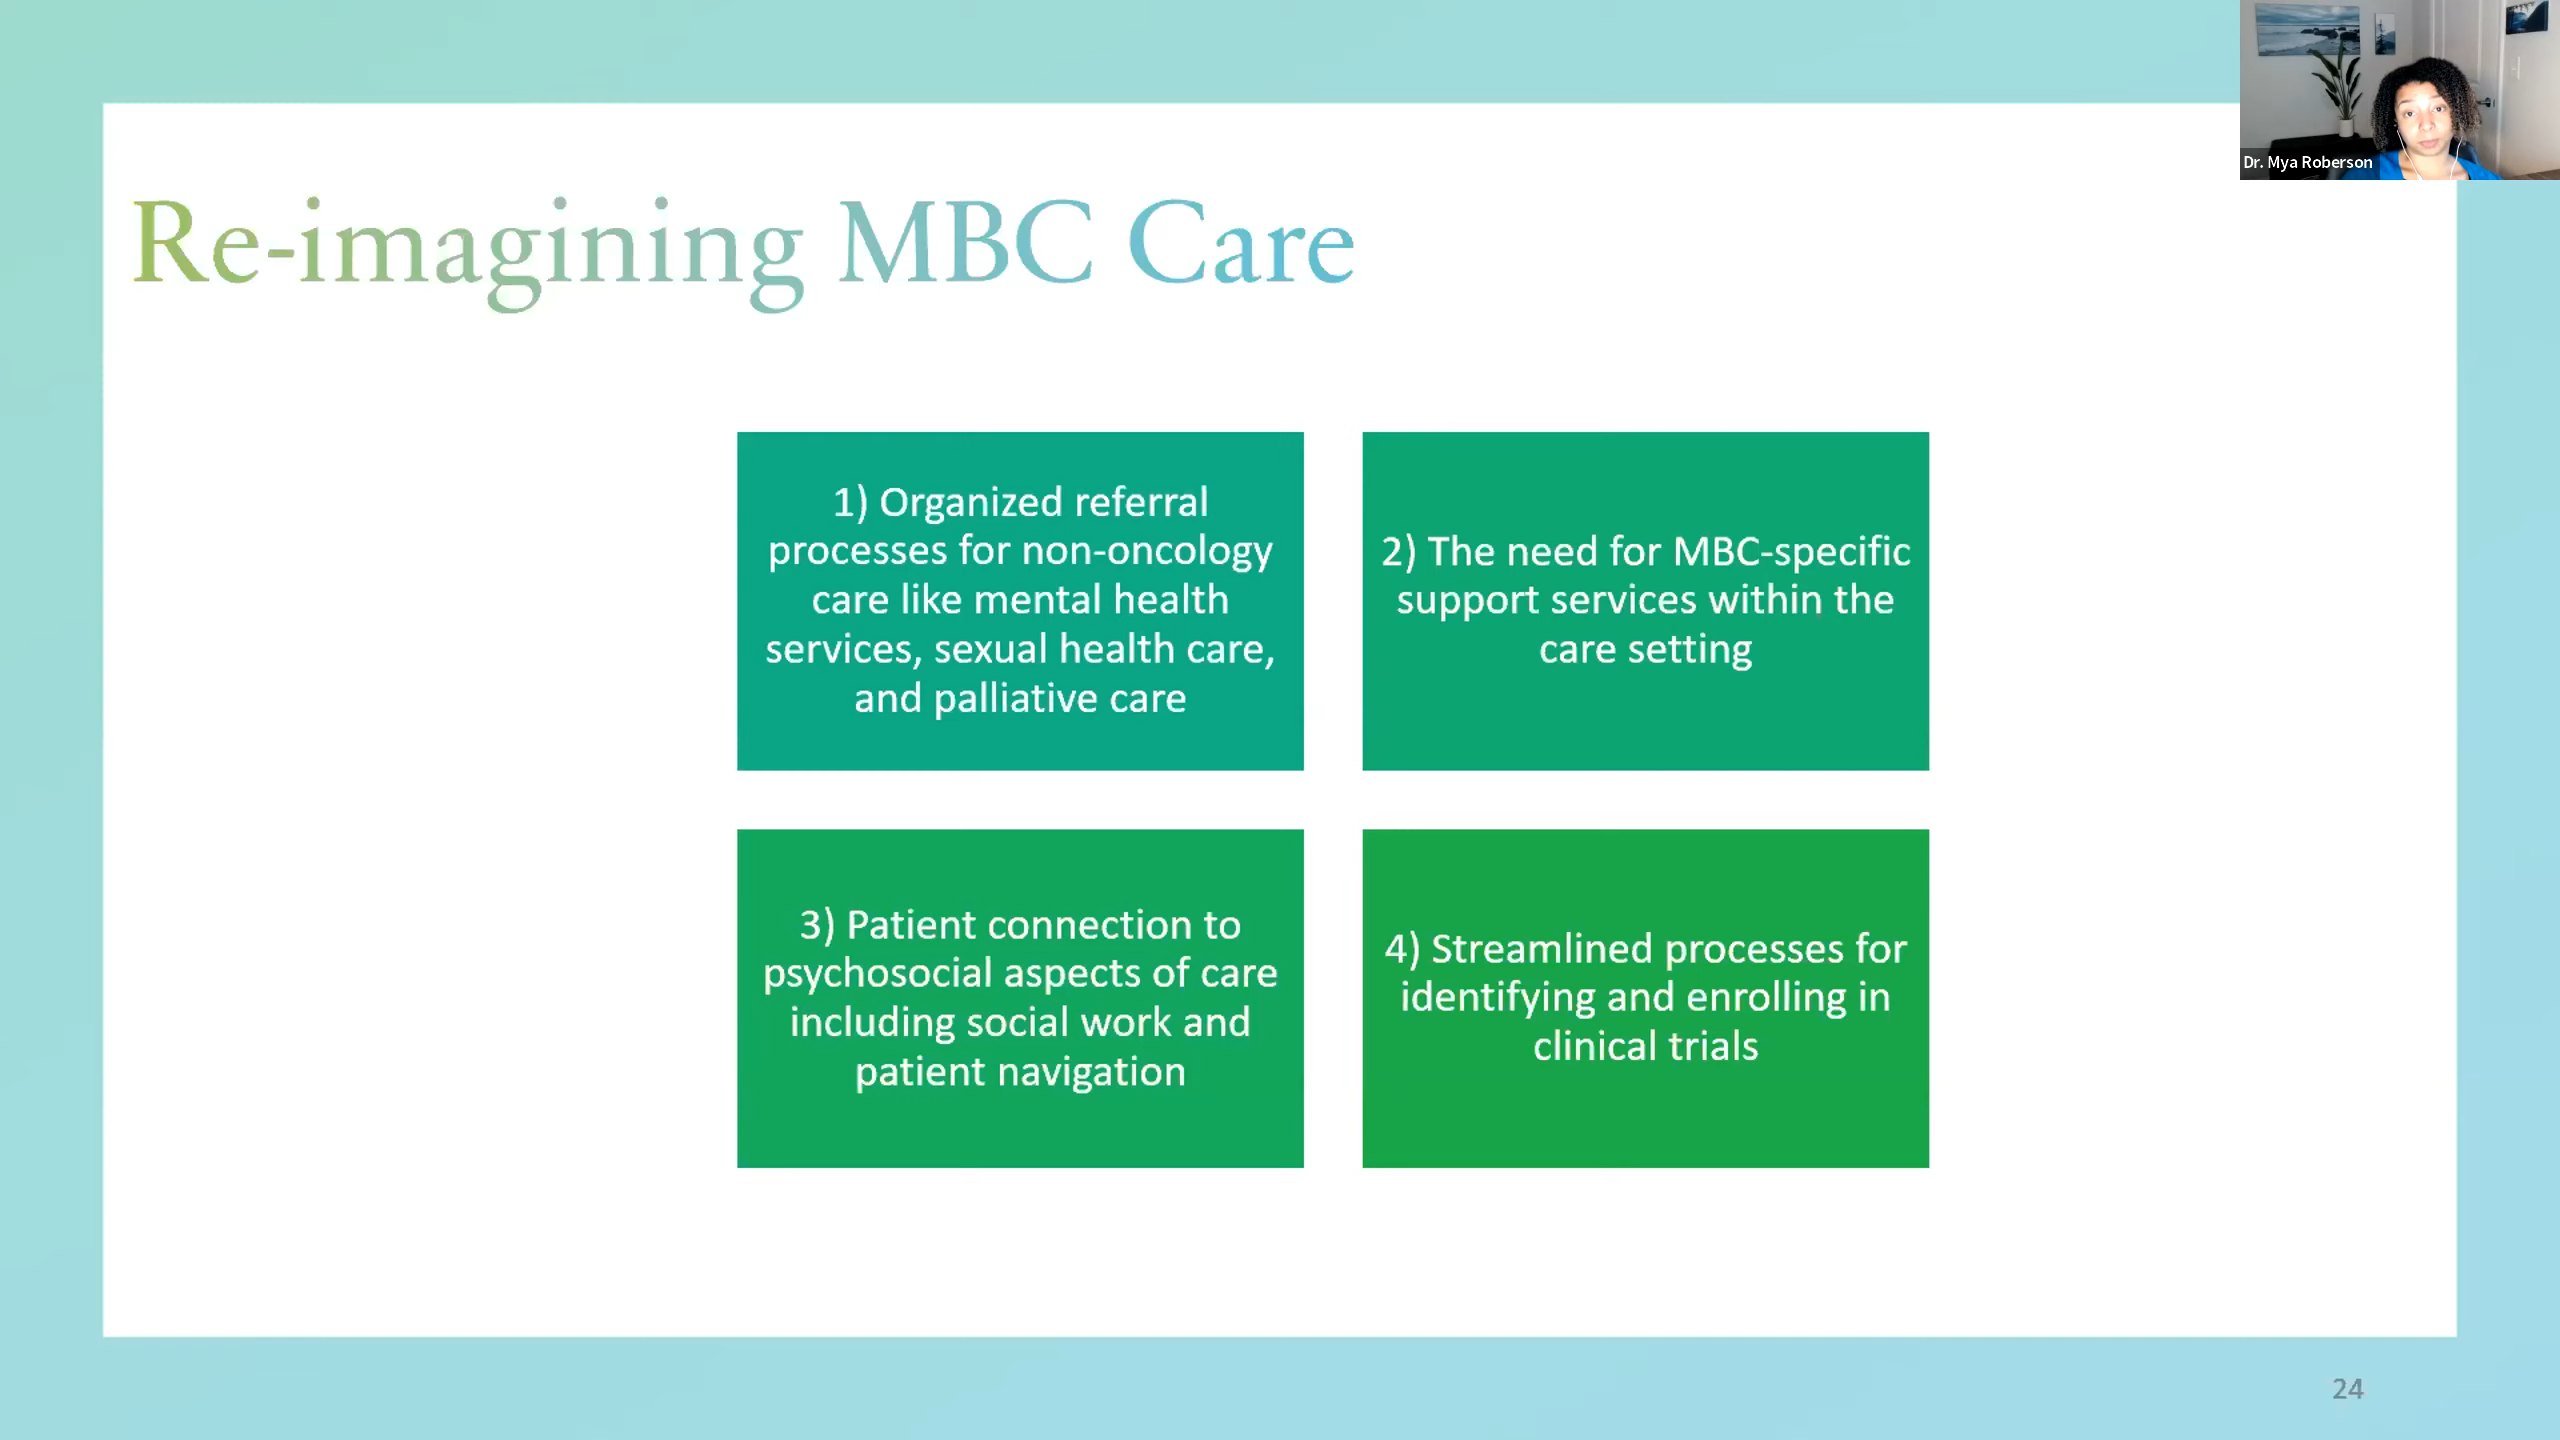 Dr. Mya Roberson
Re-imagining MBC Care
1) Organized referral
processes for non-oncology
care like mental health
services, sexual health care,
and palliative care
2) The need for MBC-specific
support services within the
care setting
3) Patient connection to
psychosocial aspects of care
including social work and
patient navigation
4) Streamlined processes for
identifying and enrolling in
clinical trials
24